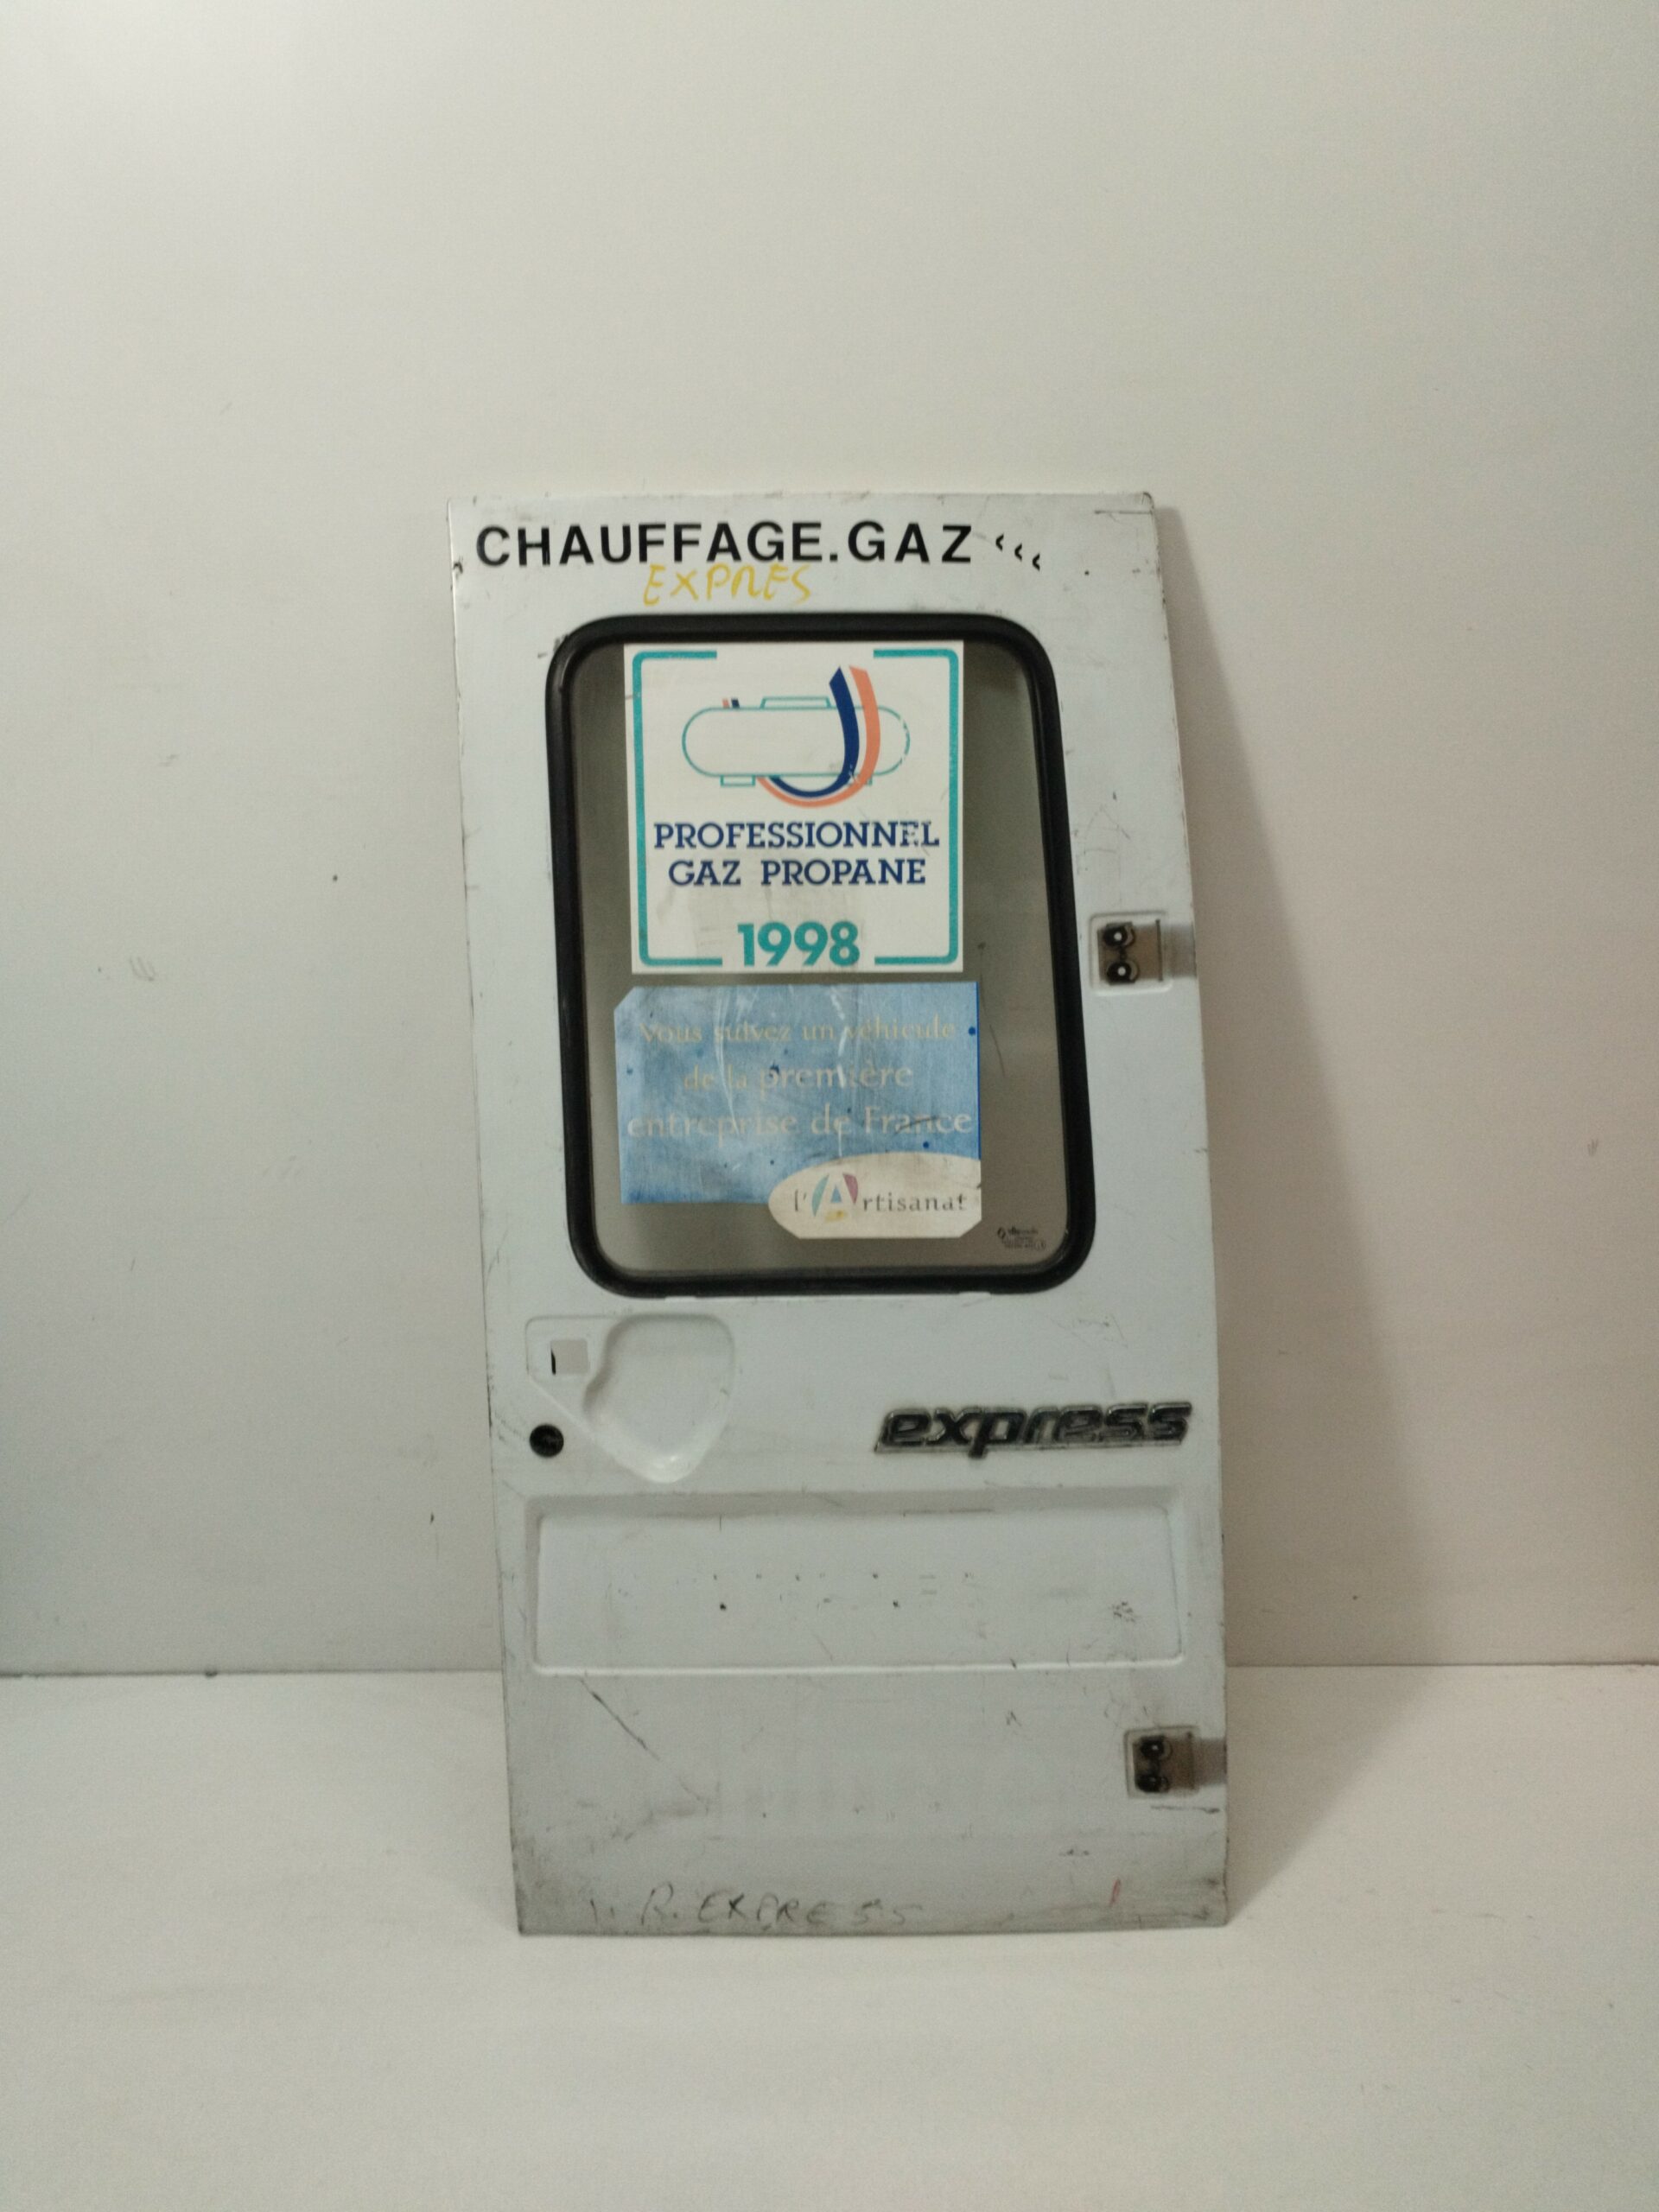 CHAUFFAGE.GAZ ‹‹‹
EXPRES
PROFESSIONNEL
GAZ PROPANE
1998
Vous suivez un véhicule
de la première
entreprise de France
l'Artisanat
express
R. EXPRESS